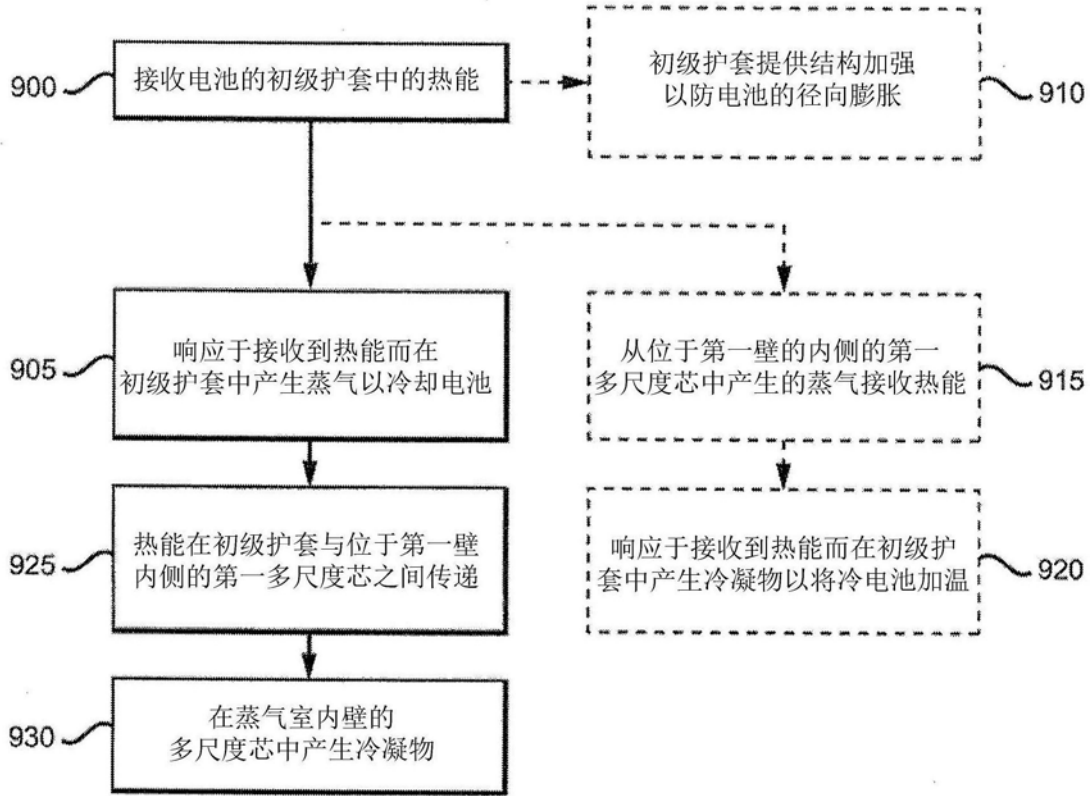 900
接收电池的初级护套中的热能
初级护套提供结构加强
以防电池的径向膨胀
910
905
响应于接收到热能而在
初级护套中产生蒸气以冷却电池
从位于第一壁的内侧的第一
多尺度芯中产生的蒸气接收热能
915
925
热能在初级护套与位于第一壁
内侧的第一多尺度芯之间传递
响应于接收到热能而在初级护
套中产生冷凝物以将冷电池加温
920
930
在蒸气室内壁的
多尺度芯中产生冷凝物